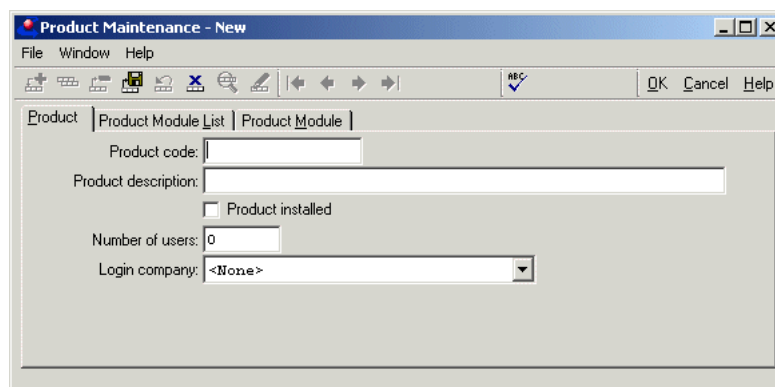 Product Maintenance - New
File Window Help
ABC OK Cancel Help
Product Product Module List Product Module
Product code:
Product description:
Product installed
Number of users: 0
Login company: <None>